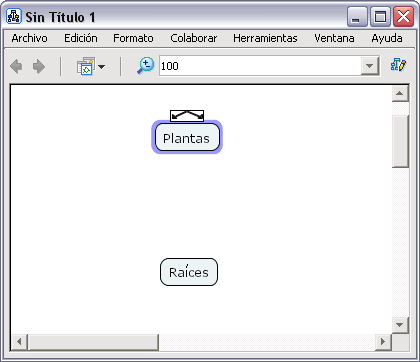 Sin Título 1
Archivo Edición Formato Colaborar Herramientas Ventana Ayuda
100
Plantas
Raíces